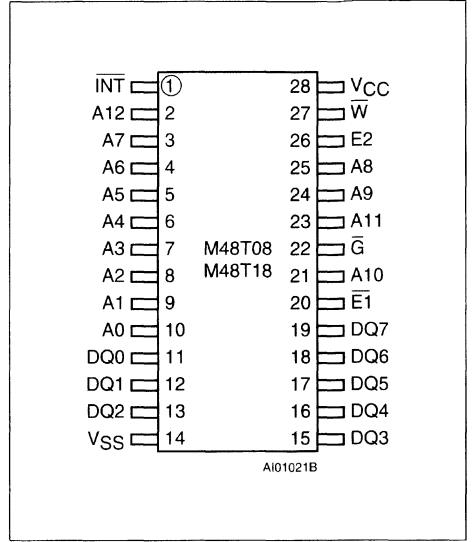 I̅N̅T̅ 1 28 VCC
A12 2 27 W̅
A7 3 26 E2
A6 4 25 A8
A5 5 24 A9
A4 6 23 A11
A3 7 M48T08 22 G̅
A2 8 M48T18 21 A10
A1 9 20 E̅1̅
A0 10 19 DQ7
DQ0 11 18 DQ6
DQ1 12 17 DQ5
DQ2 13 16 DQ4
VSS 14 15 DQ3
AI01021B